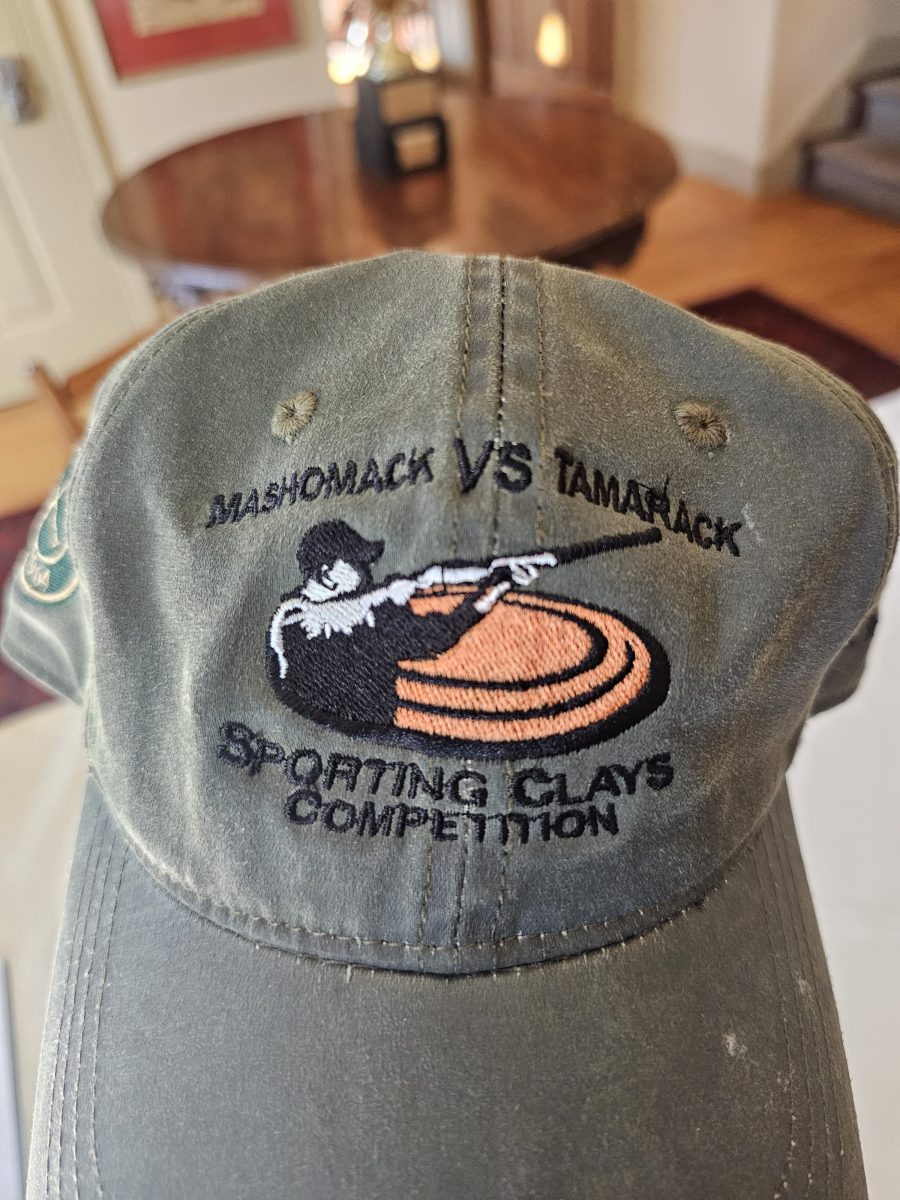 MASHOMACK VS TAMARACK
SPORTING CLAYS
COMPETITION